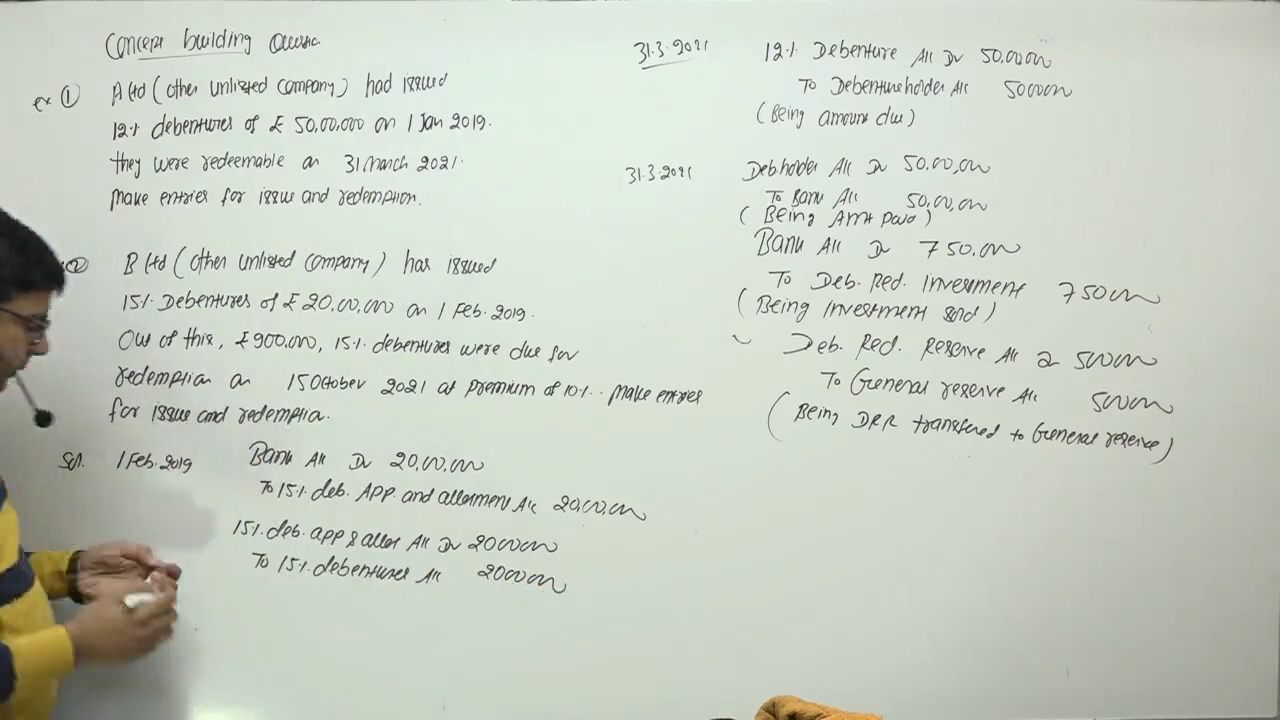 Concept building
ex ① A Ltd (other unlisted company) had issued
12% debentures of ₤ 50,00,000 on 1 Jan 2019.
they were redeemable on 31 March 2021.
Make entries for issue and redemption.
② B Ltd (other unlisted company) has issued
15% Debentures of ₤ 20,00,000 on 1 Feb. 2019.
Out of this, ₤ 900,000, 15% debentures were due for
redemption on 15 October 2021 at premium of 10%. Make entries
for issue and redemption.
Sol. 1 Feb. 2019 Bank A/c Dr 20,00,000
To 15% deb. App. and allotment A/c 20,00,000
15% deb. app & allot A/c Dr 2000000
To 15% debentures A/c 2000000
31.3.2021 12% Debenture A/c Dr 50,00000
To Debentureholder A/c 5000000
(Being amount due)
31.3.2021 Deb.holder A/c Dr 50,00,000
To Bank A/c 50,00,000
(Being Amt paid)
Bank A/c Dr 750,000
To Deb. Red. Investment 750000
(Being Investment sold)
Deb. Red. Reserve A/c Dr 500000
To General reserve A/c 500000
(Being DRR transfered to General reserve)